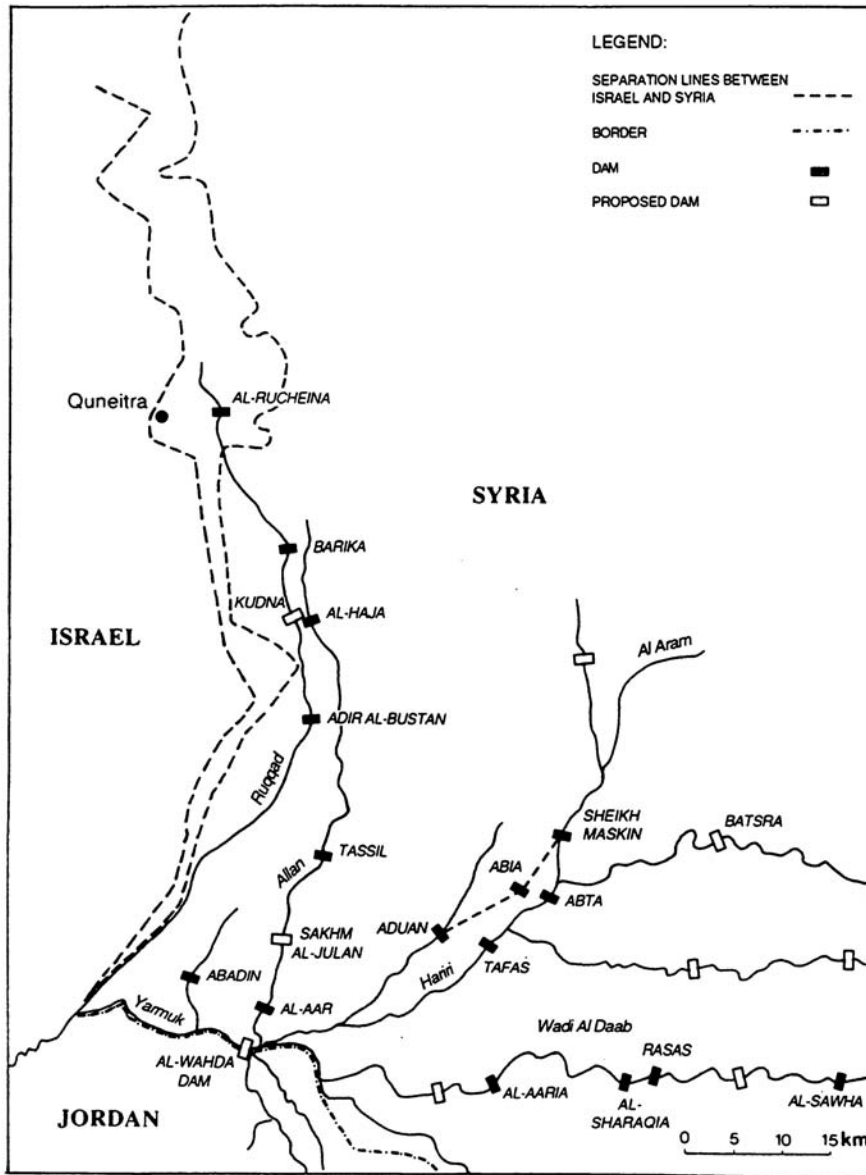 LEGEND:
SEPARATION LINES BETWEEN
ISRAEL AND SYRIA
BORDER
DAM
PROPOSED DAM
Quneitra
AL-RUCHEINA
SYRIA
BARIKA
KUDNA
AL-HAJA
ISRAEL
Al Aram
ADIR AL-BUSTAN
Ruqqad
SHEIKH
MASKIN
BATSRA
TASSIL
Allan
ABIA
ABTA
ADUAN
SAKHM
AL-JULAN
TAFAS
Hariri
ABADIN
AL-AAR
Yarmuk
Wadi Al Daab
AL-WAHDA
DAM
RASAS
AL-AARIA
AL-
SHARAQIA
AL-SAWHA
JORDAN
0 5 10 15 km